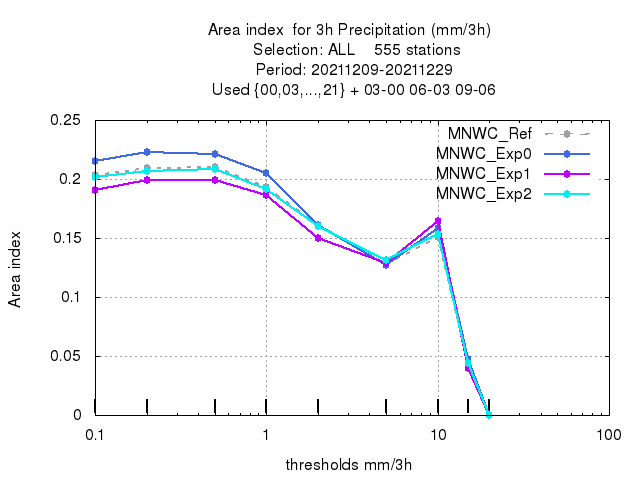 Area index for 3h Precipitation (mm/3h)
Selection: ALL 555 stations
Period: 20211209-20211229
Used {00,03,...,21} + 03-00 06-03 09-06
MNWC_Ref
MNWC_Exp0
MNWC_Exp1
MNWC_Exp2
0.25
0.2
0.15
0.1
0.05
0
Area index
0.1 1 10 100
thresholds mm/3h